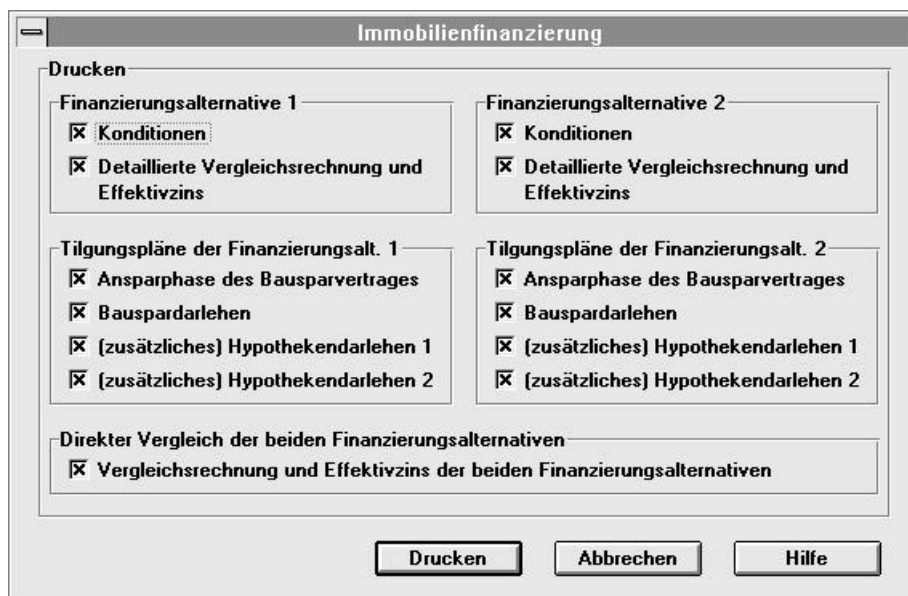 Immobilienfinanzierung
Drucken
Finanzierungsalternative 1
Konditionen
Detaillierte Vergleichsrechnung und
Effektivzins
Finanzierungsalternative 2
Konditionen
Detaillierte Vergleichsrechnung und
Effektivzins
Tilgungspläne der Finanzierungsalt. 1
Ansparphase des Bausparvertrages
Bauspardarlehen
(zusätzliches) Hypothekendarlehen 1
(zusätzliches) Hypothekendarlehen 2
Tilgungspläne der Finanzierungsalt. 2
Ansparphase des Bausparvertrages
Bauspardarlehen
(zusätzliches) Hypothekendarlehen 1
(zusätzliches) Hypothekendarlehen 2
Direkter Vergleich der beiden Finanzierungsalternativen
Vergleichsrechnung und Effektivzins der beiden Finanzierungsalternativen
Drucken
Abbrechen
Hilfe